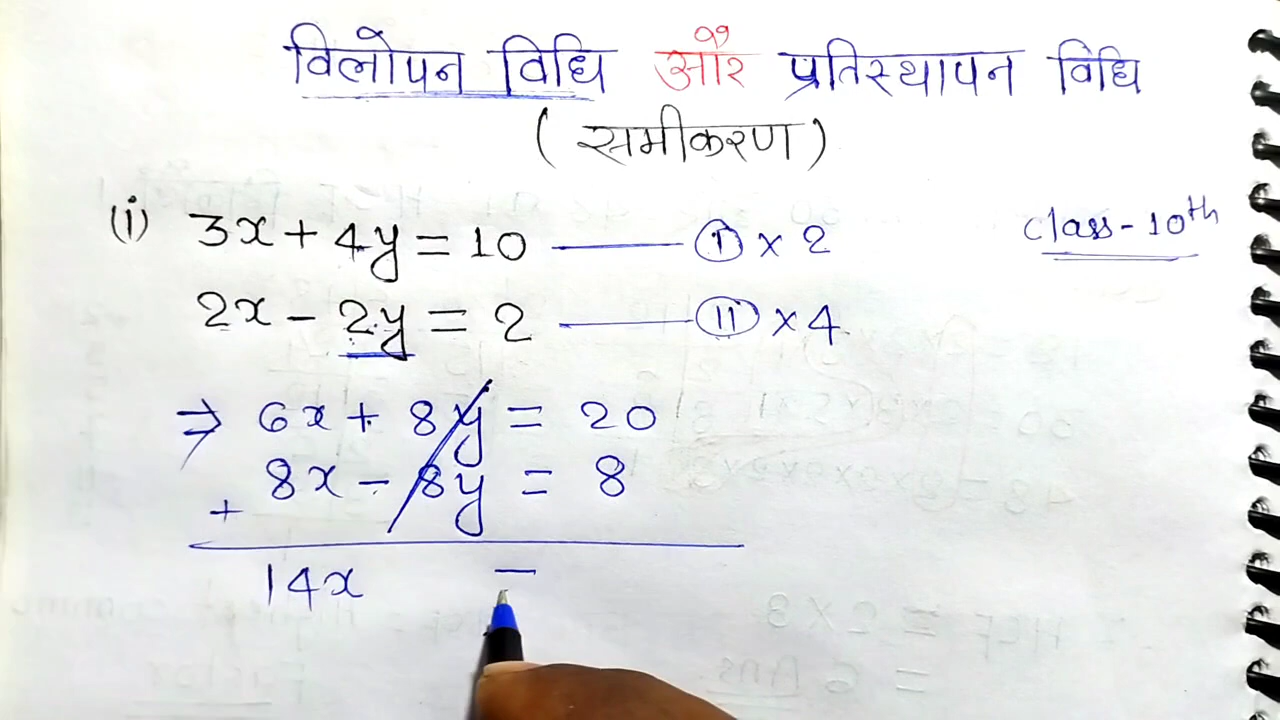 विलोपन विधि और प्रतिस्थापन विधि
(समीकरण)
(i) 3x + 4y = 10 —— (I) × 2
Class - 10th
2x - 2y = 2 —— (II) × 4
⇒ 6x + 8y = 20
8x - 8y = 8
+
14x